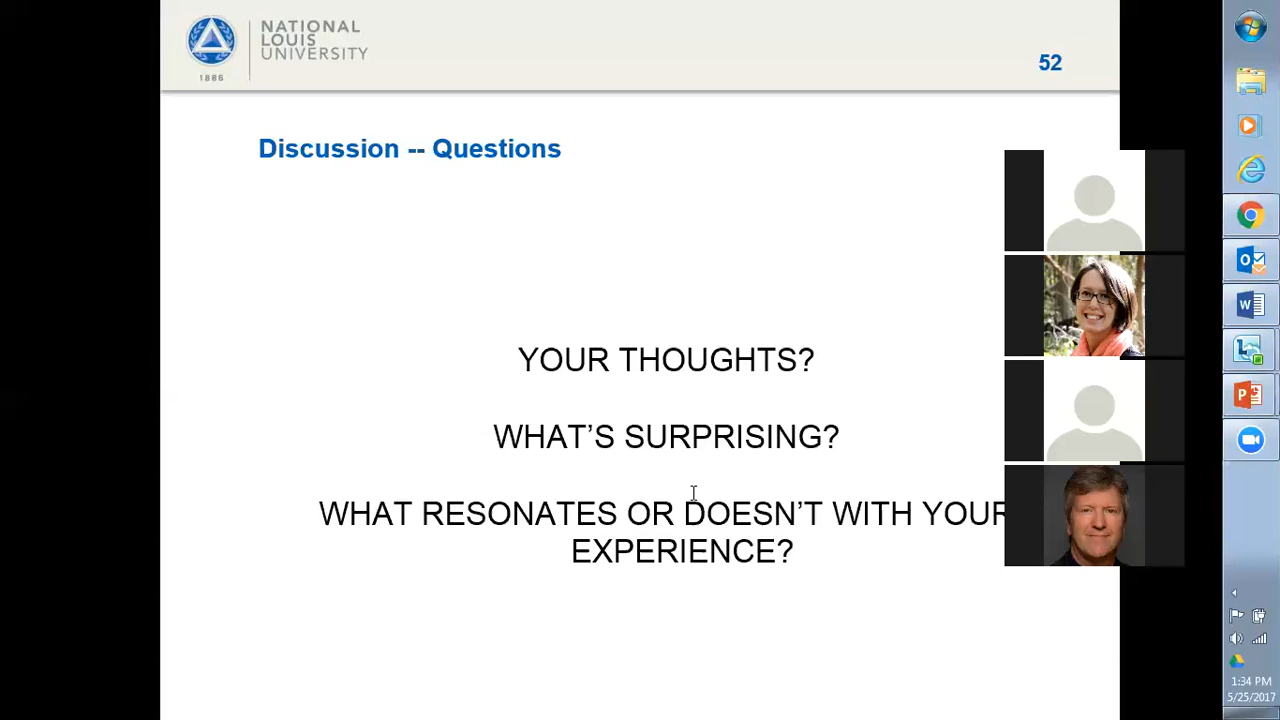 NATIONAL
LOUIS
UNIVERSITY
1886
52
Discussion -- Questions
YOUR THOUGHTS?
WHAT’S SURPRISING?
WHAT RESONATES OR DOESN’T WITH YOUR
EXPERIENCE?
1:34 PM
5/25/2017